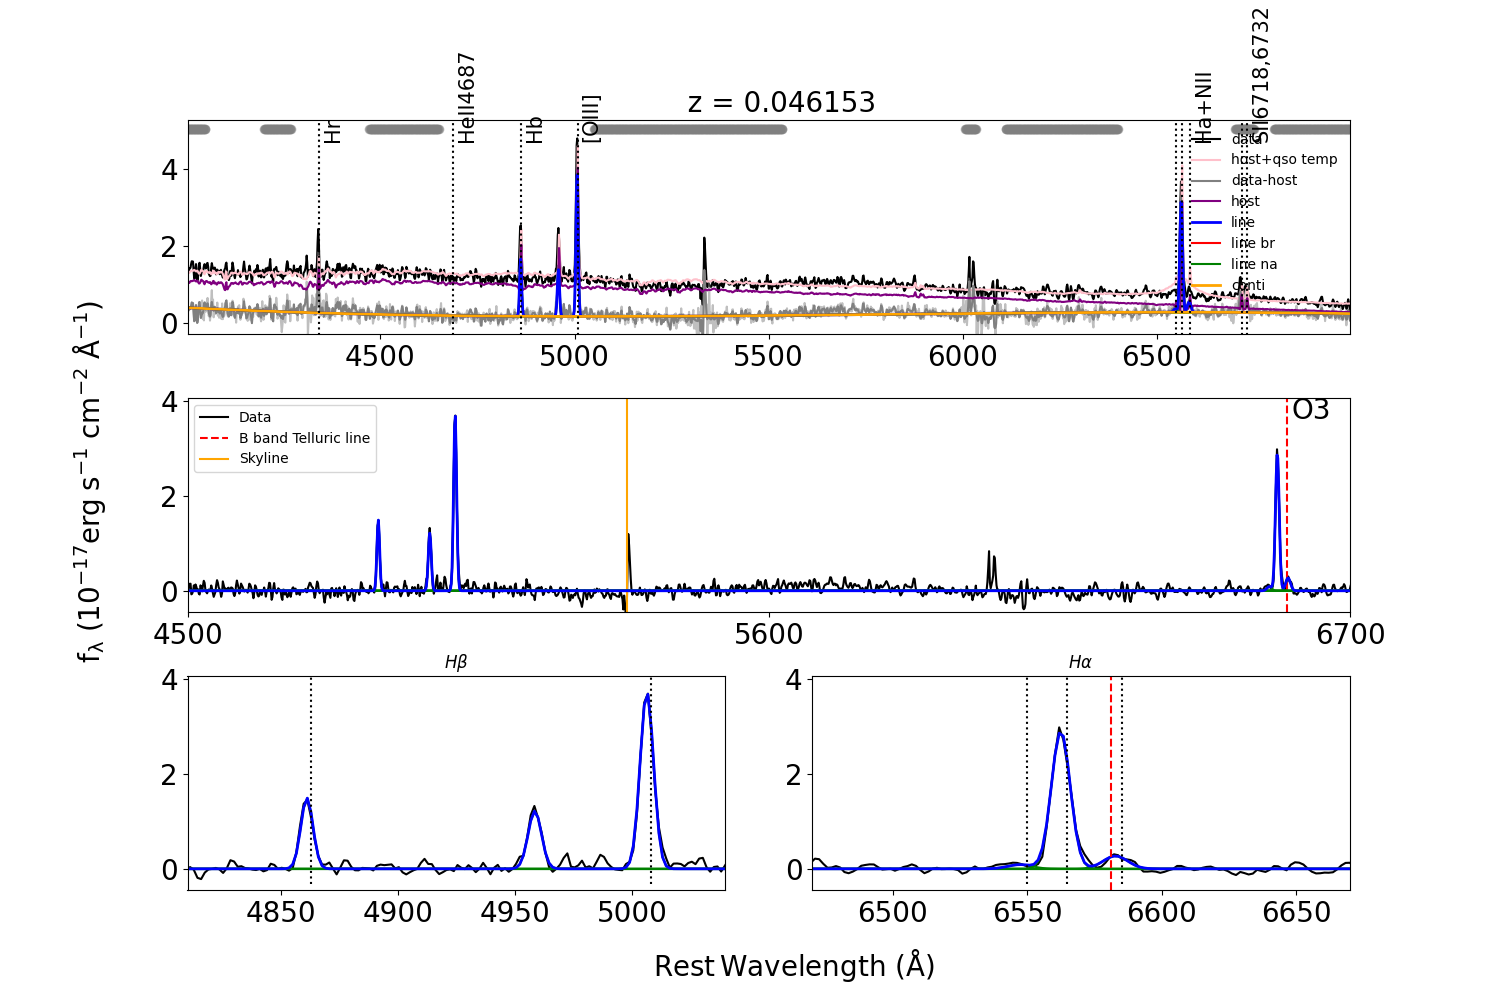 z = 0.046153
Hr
HeII4687
Hb
[OIII]
Ha+NII
SII6718,6732
data
host+qso temp
data-host
host
line
line br
line na
conti
4
2
0
4500
5000
5500
6000
6500
f_λ (10^{-17} erg s^{-1} cm^{-2} Å^{-1})
Data
B band Telluric line
Skyline
O3
4
2
0
4500
5600
6700
Hβ
4
2
0
4850
4900
4950
5000
Hα
4
2
0
6500
6550
6600
6650
Rest Wavelength (Å)